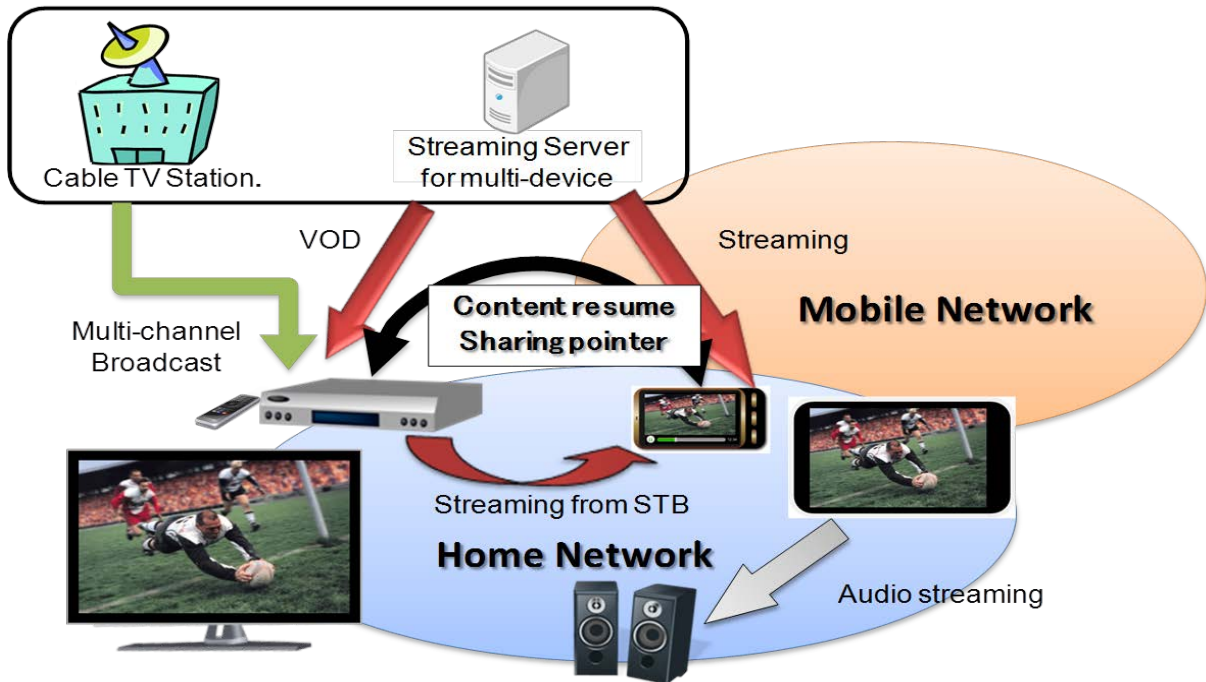 Cable TV Station.
Streaming Server
for multi-device
VOD
Streaming
Content resume
Sharing pointer
Mobile Network
Multi-channel
Broadcast
Streaming from STB
Home Network
Audio streaming